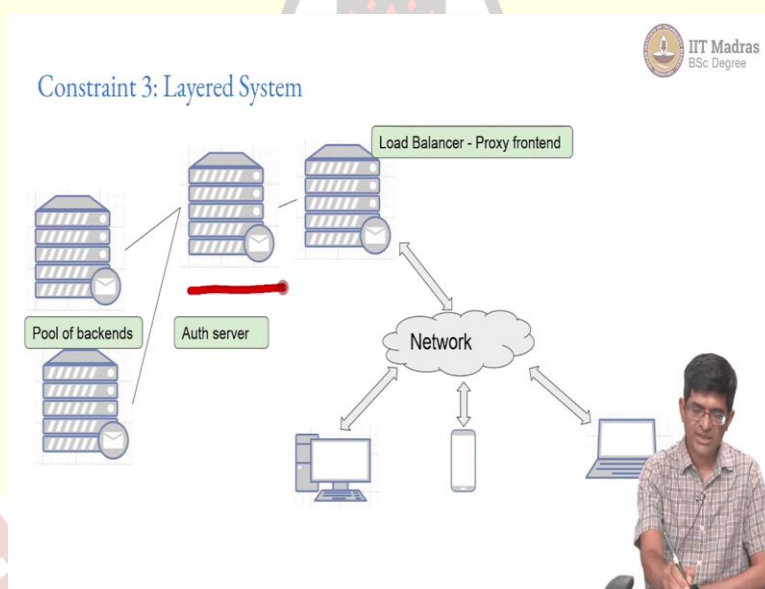 IIT Madras
BSc Degree
Constraint 3: Layered System
Load Balancer - Proxy frontend
Pool of backends
Auth server
Network